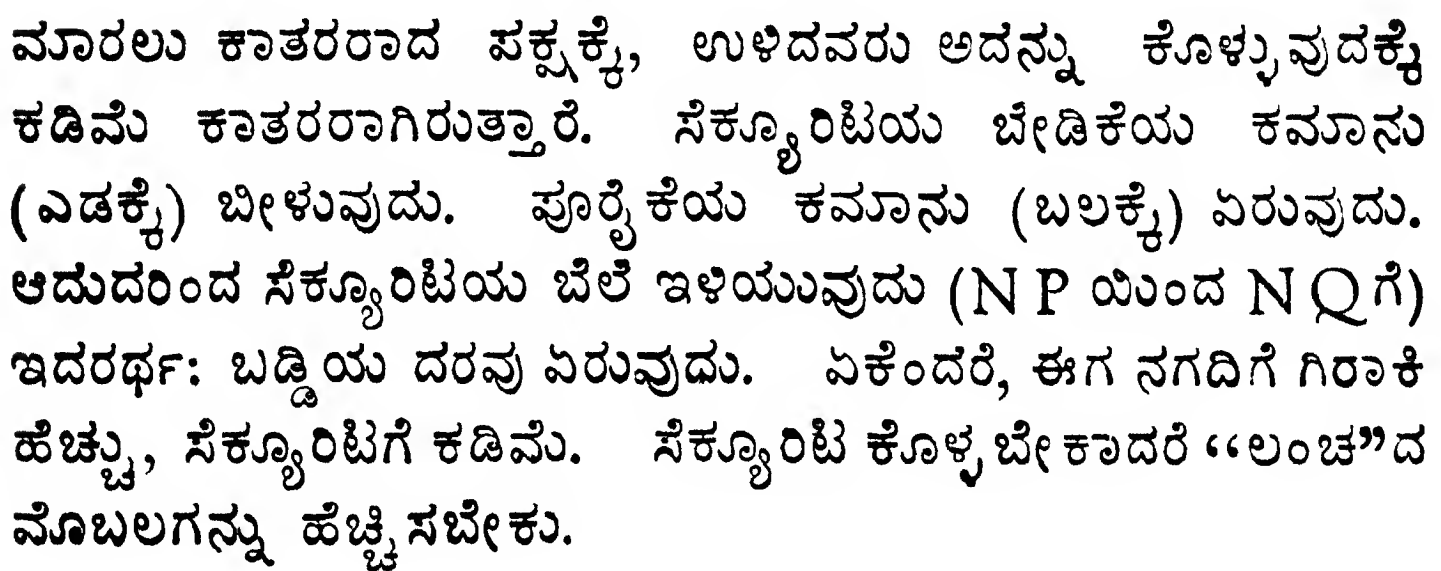 ಮಾರಲು ಕಾತರರಾದ ಪಕ್ಷಕ್ಕೆ, ಉಳಿದವರು ಅದನ್ನು ಕೊಳ್ಳುವುದಕ್ಕೆ
ಕಡಿಮೆ ಕಾತರರಾಗಿರುತ್ತಾರೆ. ಸೆಕ್ಯೂರಿಟಿಯ ಬೇಡಿಕೆಯ ಕಮಾನು
(ಎಡಕ್ಕೆ) ಬೀಳುವುದು. ಪೂರೈಕೆಯ ಕಮಾನು (ಬಲಕ್ಕೆ) ಏರುವುದು.
ಆದುದರಿಂದ ಸೆಕ್ಯೂರಿಟಿಯ ಬೆಲೆ ಇಳಿಯುವುದು (N P ಯಿಂದ N Q ಗೆ)
ಇದರರ್ಥ: ಬಡ್ಡಿಯ ದರವು ಏರುವುದು. ಏಕೆಂದರೆ, ಈಗ ನಗದಿಗೆ ಗಿರಾಕಿ
ಹೆಚ್ಚು, ಸೆಕ್ಯೂರಿಟಿಗೆ ಕಡಿಮೆ. ಸೆಕ್ಯೂರಿಟಿ ಕೊಳ್ಳಬೇಕಾದರೆ “ಲಂಚ”ದ
ಮೊಬಲಗನ್ನು ಹೆಚ್ಚಿಸಬೇಕು.